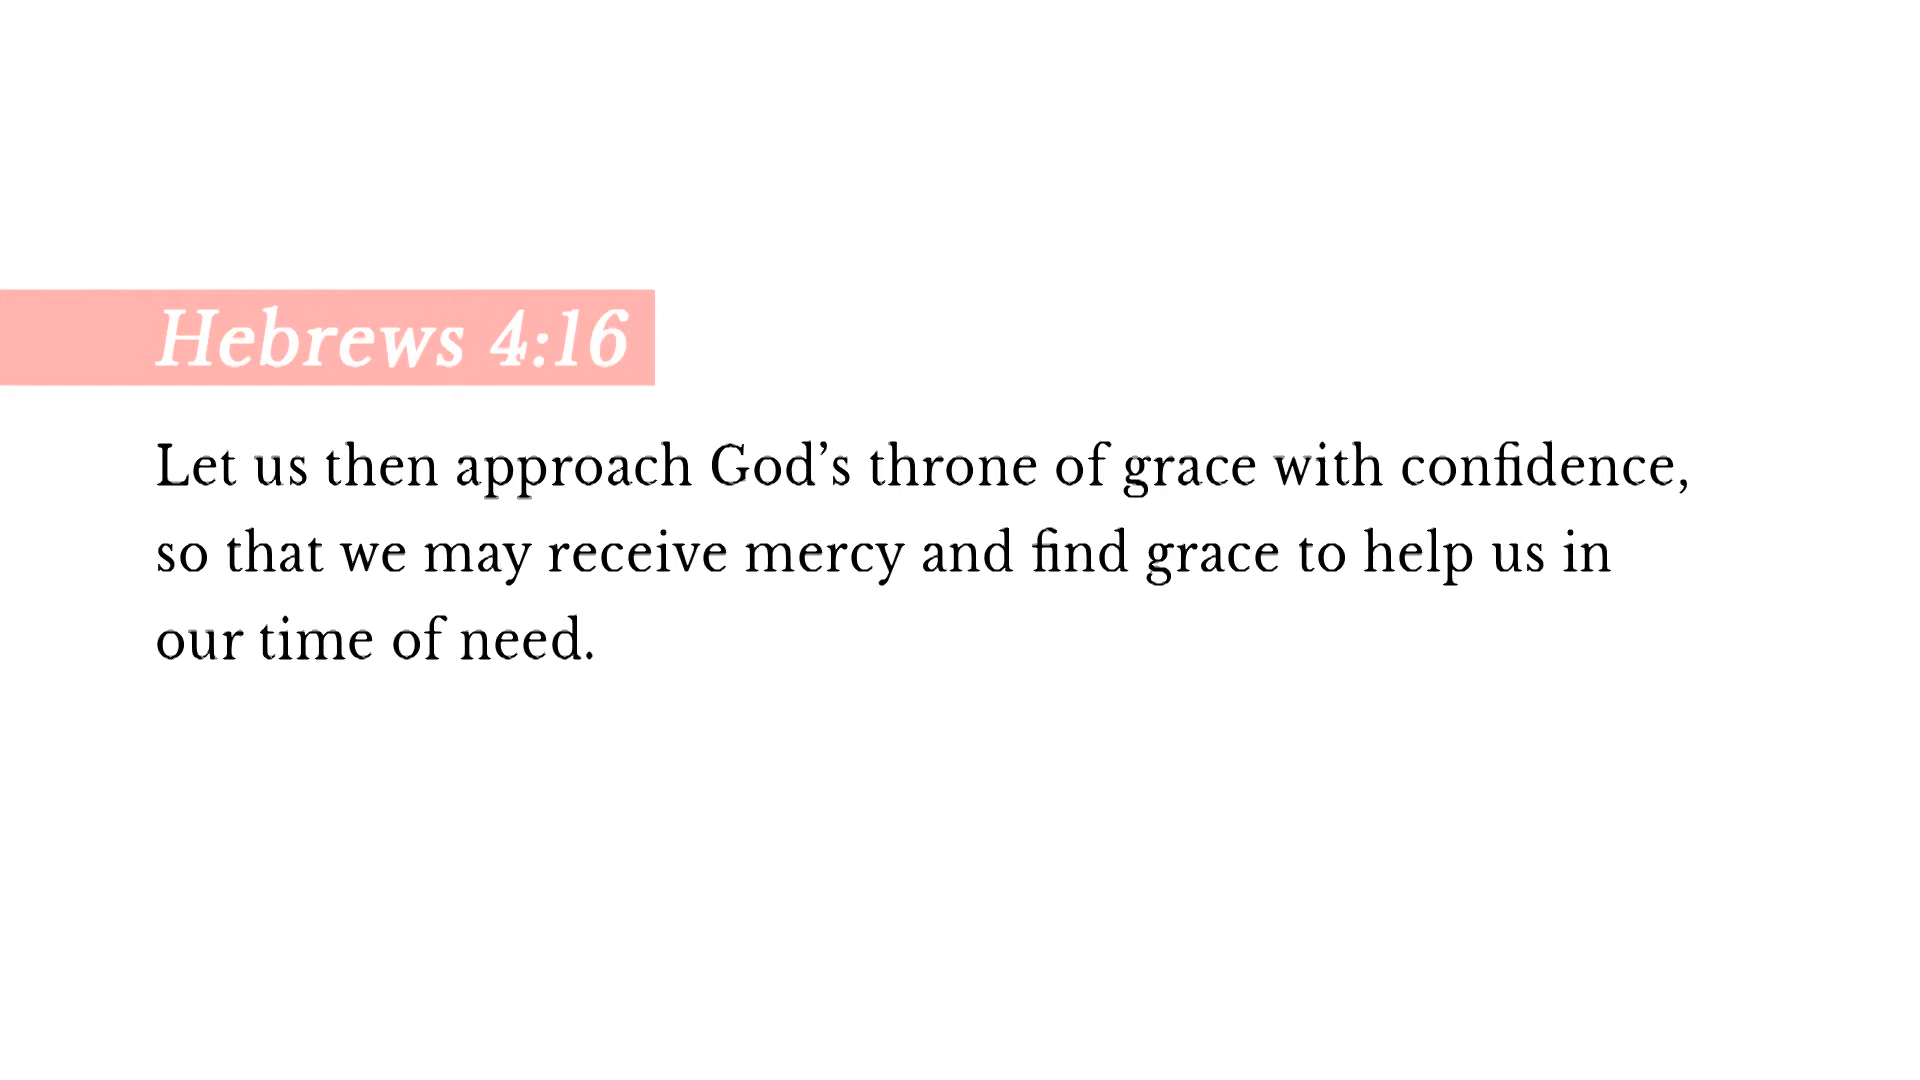 Hebrews 4:16
Let us then approach God’s throne of grace with confidence,
so that we may receive mercy and find grace to help us in
our time of need.